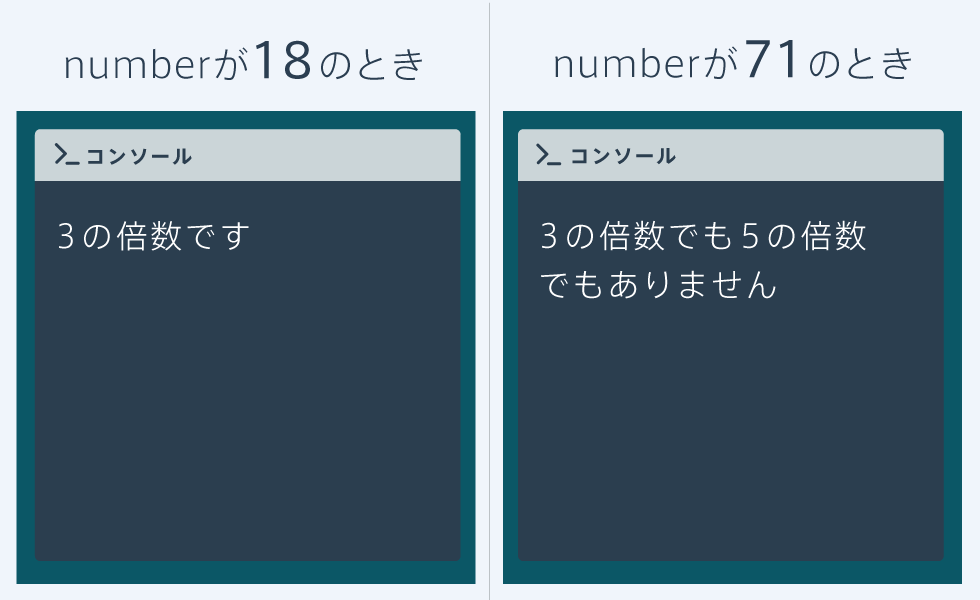 numberが18のとき
コンソール
3の倍数です
numberが71のとき
コンソール
3の倍数でも5の倍数
でもありません